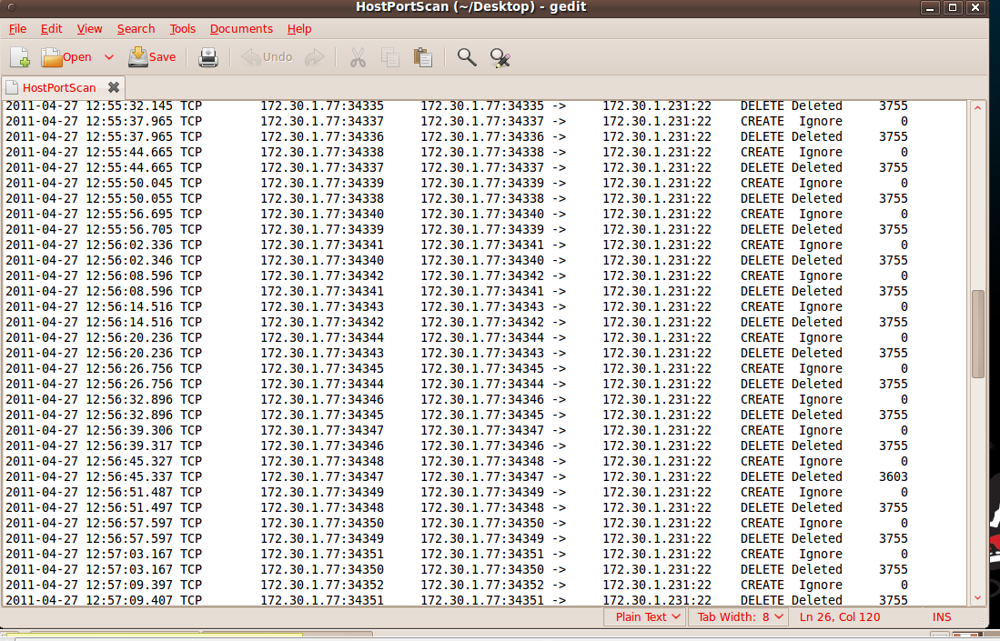 HostPortScan (~/Desktop) - gedit
File Edit View Search Tools Documents Help
Open Save Undo
HostPortScan
2011-04-27 12:55:32.145 TCP 172.30.1.77:34335 172.30.1.77:34335 -> 172.30.1.231:22 DELETE Deleted 3755
2011-04-27 12:55:37.965 TCP 172.30.1.77:34337 172.30.1.77:34337 -> 172.30.1.231:22 CREATE Ignore 0
2011-04-27 12:55:37.965 TCP 172.30.1.77:34336 172.30.1.77:34336 -> 172.30.1.231:22 DELETE Deleted 3755
2011-04-27 12:55:44.665 TCP 172.30.1.77:34338 172.30.1.77:34338 -> 172.30.1.231:22 CREATE Ignore 0
2011-04-27 12:55:44.665 TCP 172.30.1.77:34337 172.30.1.77:34337 -> 172.30.1.231:22 DELETE Deleted 3755
2011-04-27 12:55:50.045 TCP 172.30.1.77:34339 172.30.1.77:34339 -> 172.30.1.231:22 CREATE Ignore 0
2011-04-27 12:55:50.055 TCP 172.30.1.77:34338 172.30.1.77:34338 -> 172.30.1.231:22 DELETE Deleted 3755
2011-04-27 12:55:56.695 TCP 172.30.1.77:34340 172.30.1.77:34340 -> 172.30.1.231:22 CREATE Ignore 0
2011-04-27 12:55:56.705 TCP 172.30.1.77:34339 172.30.1.77:34339 -> 172.30.1.231:22 DELETE Deleted 3755
2011-04-27 12:56:02.336 TCP 172.30.1.77:34341 172.30.1.77:34341 -> 172.30.1.231:22 CREATE Ignore 0
2011-04-27 12:56:02.346 TCP 172.30.1.77:34340 172.30.1.77:34340 -> 172.30.1.231:22 DELETE Deleted 3755
2011-04-27 12:56:08.596 TCP 172.30.1.77:34342 172.30.1.77:34342 -> 172.30.1.231:22 CREATE Ignore 0
2011-04-27 12:56:08.596 TCP 172.30.1.77:34341 172.30.1.77:34341 -> 172.30.1.231:22 DELETE Deleted 3755
2011-04-27 12:56:14.516 TCP 172.30.1.77:34343 172.30.1.77:34343 -> 172.30.1.231:22 CREATE Ignore 0
2011-04-27 12:56:14.516 TCP 172.30.1.77:34342 172.30.1.77:34342 -> 172.30.1.231:22 DELETE Deleted 3755
2011-04-27 12:56:20.236 TCP 172.30.1.77:34344 172.30.1.77:34344 -> 172.30.1.231:22 CREATE Ignore 0
2011-04-27 12:56:20.236 TCP 172.30.1.77:34343 172.30.1.77:34343 -> 172.30.1.231:22 DELETE Deleted 3755
2011-04-27 12:56:26.756 TCP 172.30.1.77:34345 172.30.1.77:34345 -> 172.30.1.231:22 CREATE Ignore 0
2011-04-27 12:56:26.756 TCP 172.30.1.77:34344 172.30.1.77:34344 -> 172.30.1.231:22 DELETE Deleted 3755
2011-04-27 12:56:32.896 TCP 172.30.1.77:34346 172.30.1.77:34346 -> 172.30.1.231:22 CREATE Ignore 0
2011-04-27 12:56:32.896 TCP 172.30.1.77:34345 172.30.1.77:34345 -> 172.30.1.231:22 DELETE Deleted 3755
2011-04-27 12:56:39.306 TCP 172.30.1.77:34347 172.30.1.77:34347 -> 172.30.1.231:22 CREATE Ignore 0
2011-04-27 12:56:39.317 TCP 172.30.1.77:34346 172.30.1.77:34346 -> 172.30.1.231:22 DELETE Deleted 3755
2011-04-27 12:56:45.327 TCP 172.30.1.77:34348 172.30.1.77:34348 -> 172.30.1.231:22 CREATE Ignore 0
2011-04-27 12:56:45.337 TCP 172.30.1.77:34347 172.30.1.77:34347 -> 172.30.1.231:22 DELETE Deleted 3603
2011-04-27 12:56:51.487 TCP 172.30.1.77:34349 172.30.1.77:34349 -> 172.30.1.231:22 CREATE Ignore 0
2011-04-27 12:56:51.497 TCP 172.30.1.77:34348 172.30.1.77:34348 -> 172.30.1.231:22 DELETE Deleted 3755
2011-04-27 12:56:57.597 TCP 172.30.1.77:34350 172.30.1.77:34350 -> 172.30.1.231:22 CREATE Ignore 0
2011-04-27 12:56:57.597 TCP 172.30.1.77:34349 172.30.1.77:34349 -> 172.30.1.231:22 DELETE Deleted 3755
2011-04-27 12:57:03.167 TCP 172.30.1.77:34351 172.30.1.77:34351 -> 172.30.1.231:22 CREATE Ignore 0
2011-04-27 12:57:03.167 TCP 172.30.1.77:34350 172.30.1.77:34350 -> 172.30.1.231:22 DELETE Deleted 3755
2011-04-27 12:57:09.397 TCP 172.30.1.77:34352 172.30.1.77:34352 -> 172.30.1.231:22 CREATE Ignore 0
2011-04-27 12:57:09.407 TCP 172.30.1.77:34351 172.30.1.77:34351 -> 172.30.1.231:22 DELETE Deleted 3755
Plain Text Tab Width: 8 Ln 26, Col 120 INS